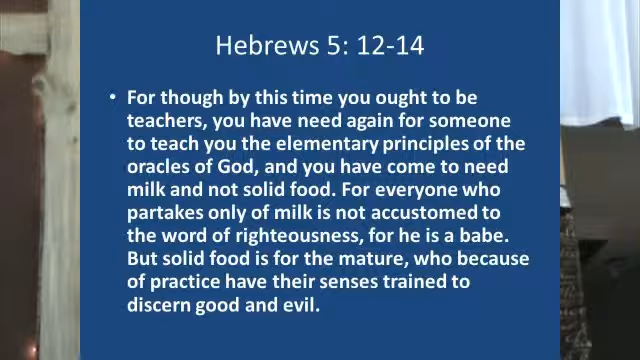 Hebrews 5: 12-14
• For though by this time you ought to be
teachers, you have need again for someone
to teach you the elementary principles of the
oracles of God, and you have come to need
milk and not solid food. For everyone who
partakes only of milk is not accustomed to
the word of righteousness, for he is a babe.
But solid food is for the mature, who because
of practice have their senses trained to
discern good and evil.